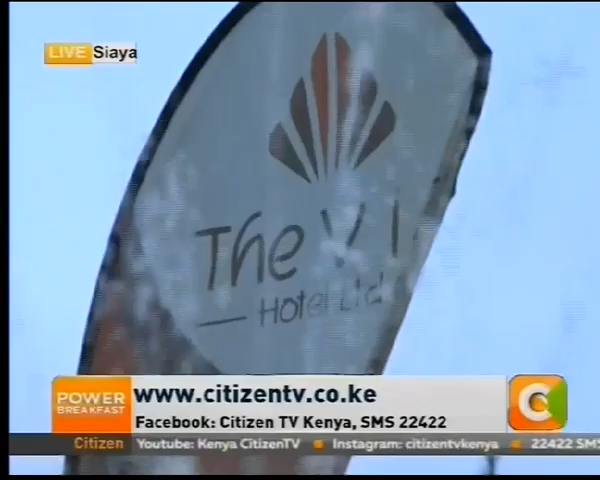 LIVE Siaya
The VI
Hotel Ltd
POWER
BREAKFAST
www.citizentv.co.ke
Facebook: Citizen TV Kenya, SMS 22422
C
Citizen Youtube: Kenya CitizenTV Instagram: citizentvkenya 22422 SMS